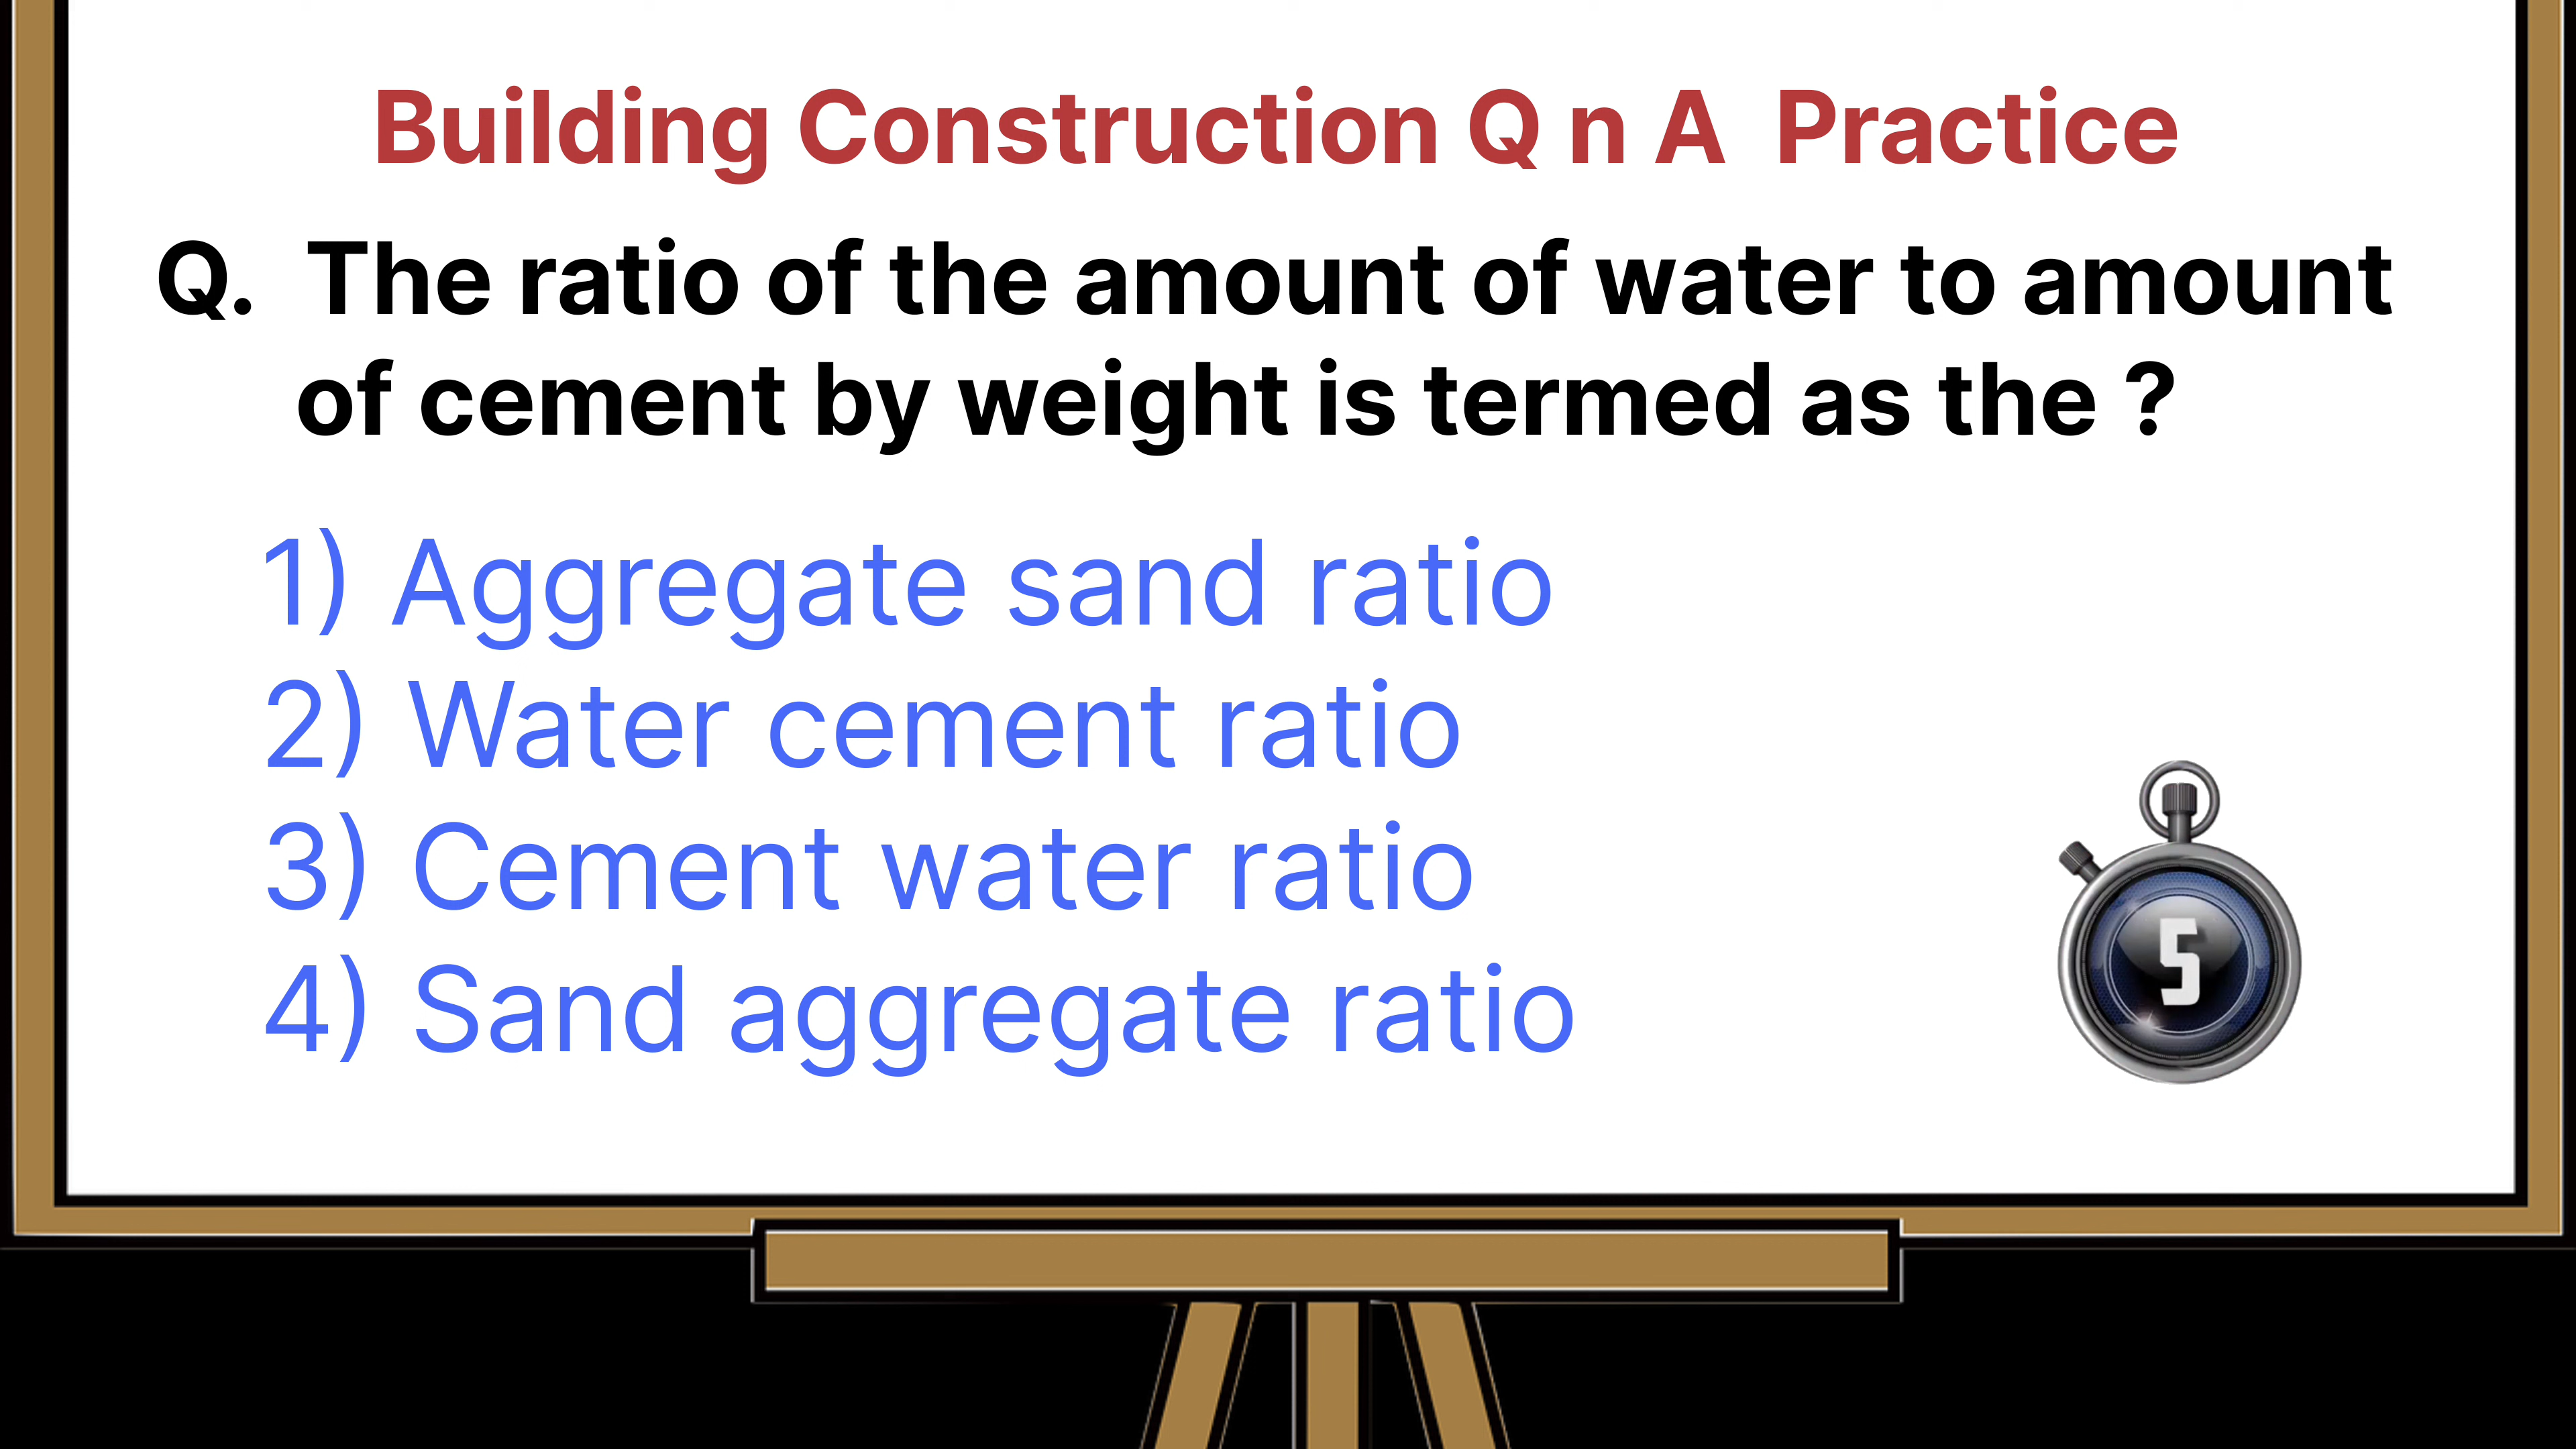 Building Construction Q n A Practice
Q. The ratio of the amount of water to amount
of cement by weight is termed as the ?
1) Aggregate sand ratio
2) Water cement ratio
3) Cement water ratio
4) Sand aggregate ratio
5